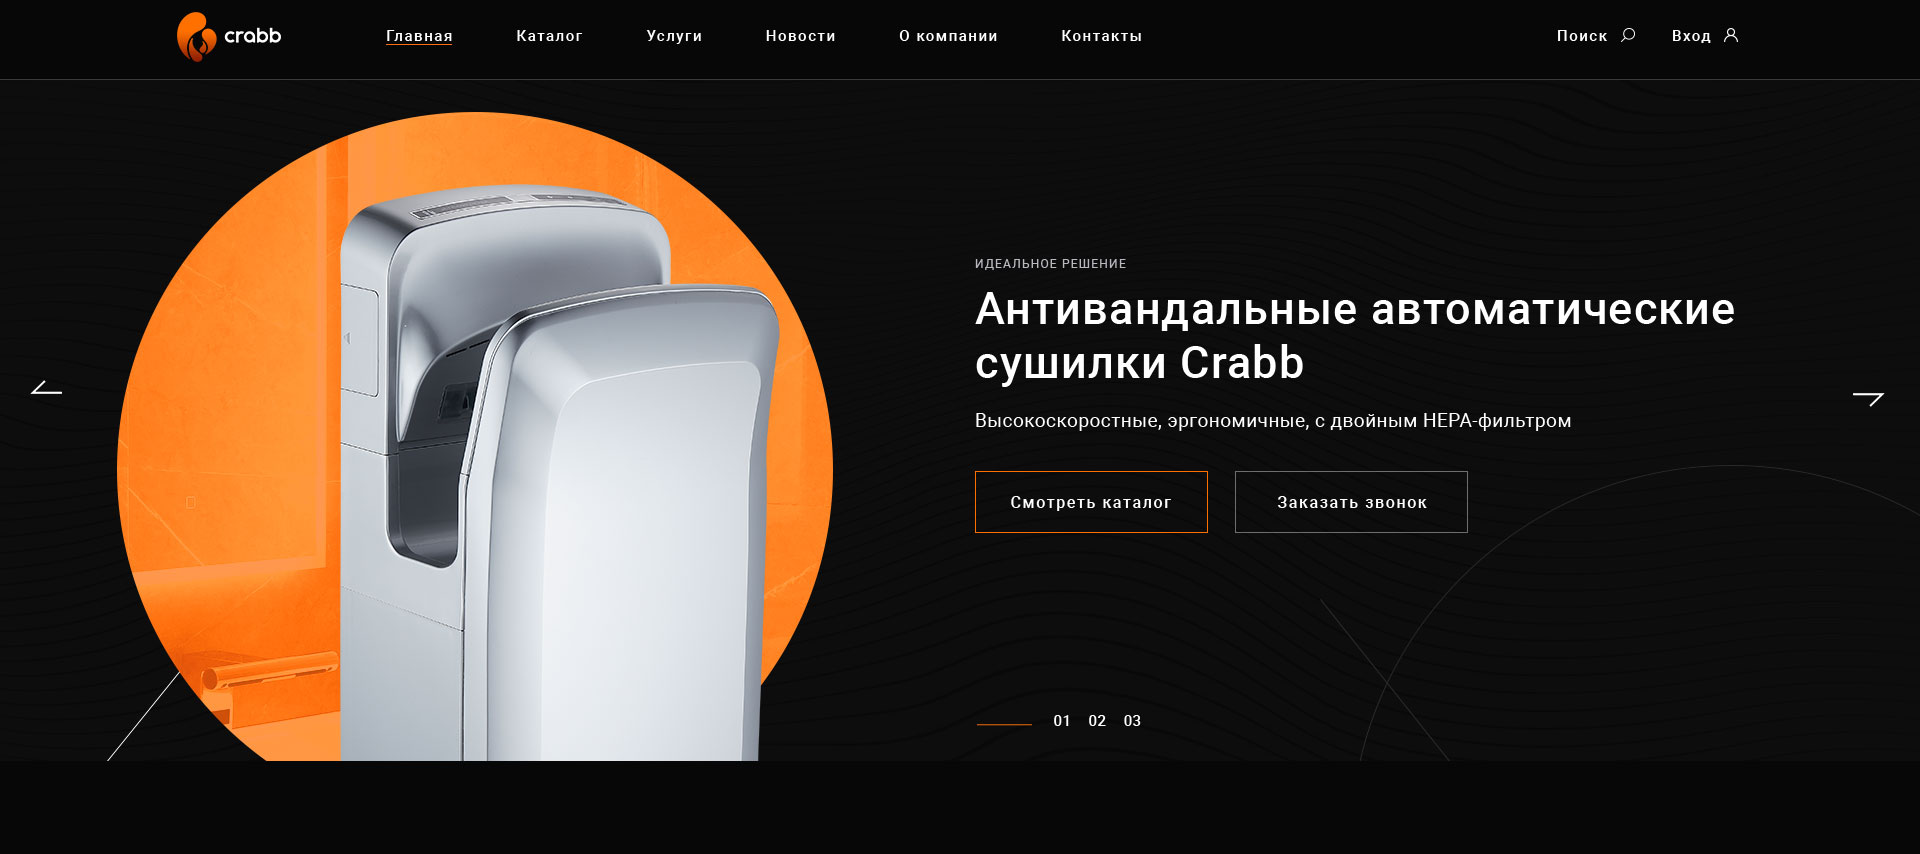 crabb
Главная
Каталог
Услуги
Новости
О компании
Контакты
Поиск
Вход
ИДЕАЛЬНОЕ РЕШЕНИЕ
Антивандальные автоматические
сушилки Crabb
Высокоскоростные, эргономичные, с двойным HEPA-фильтром
Смотреть каталог
Заказать звонок
01 02 03